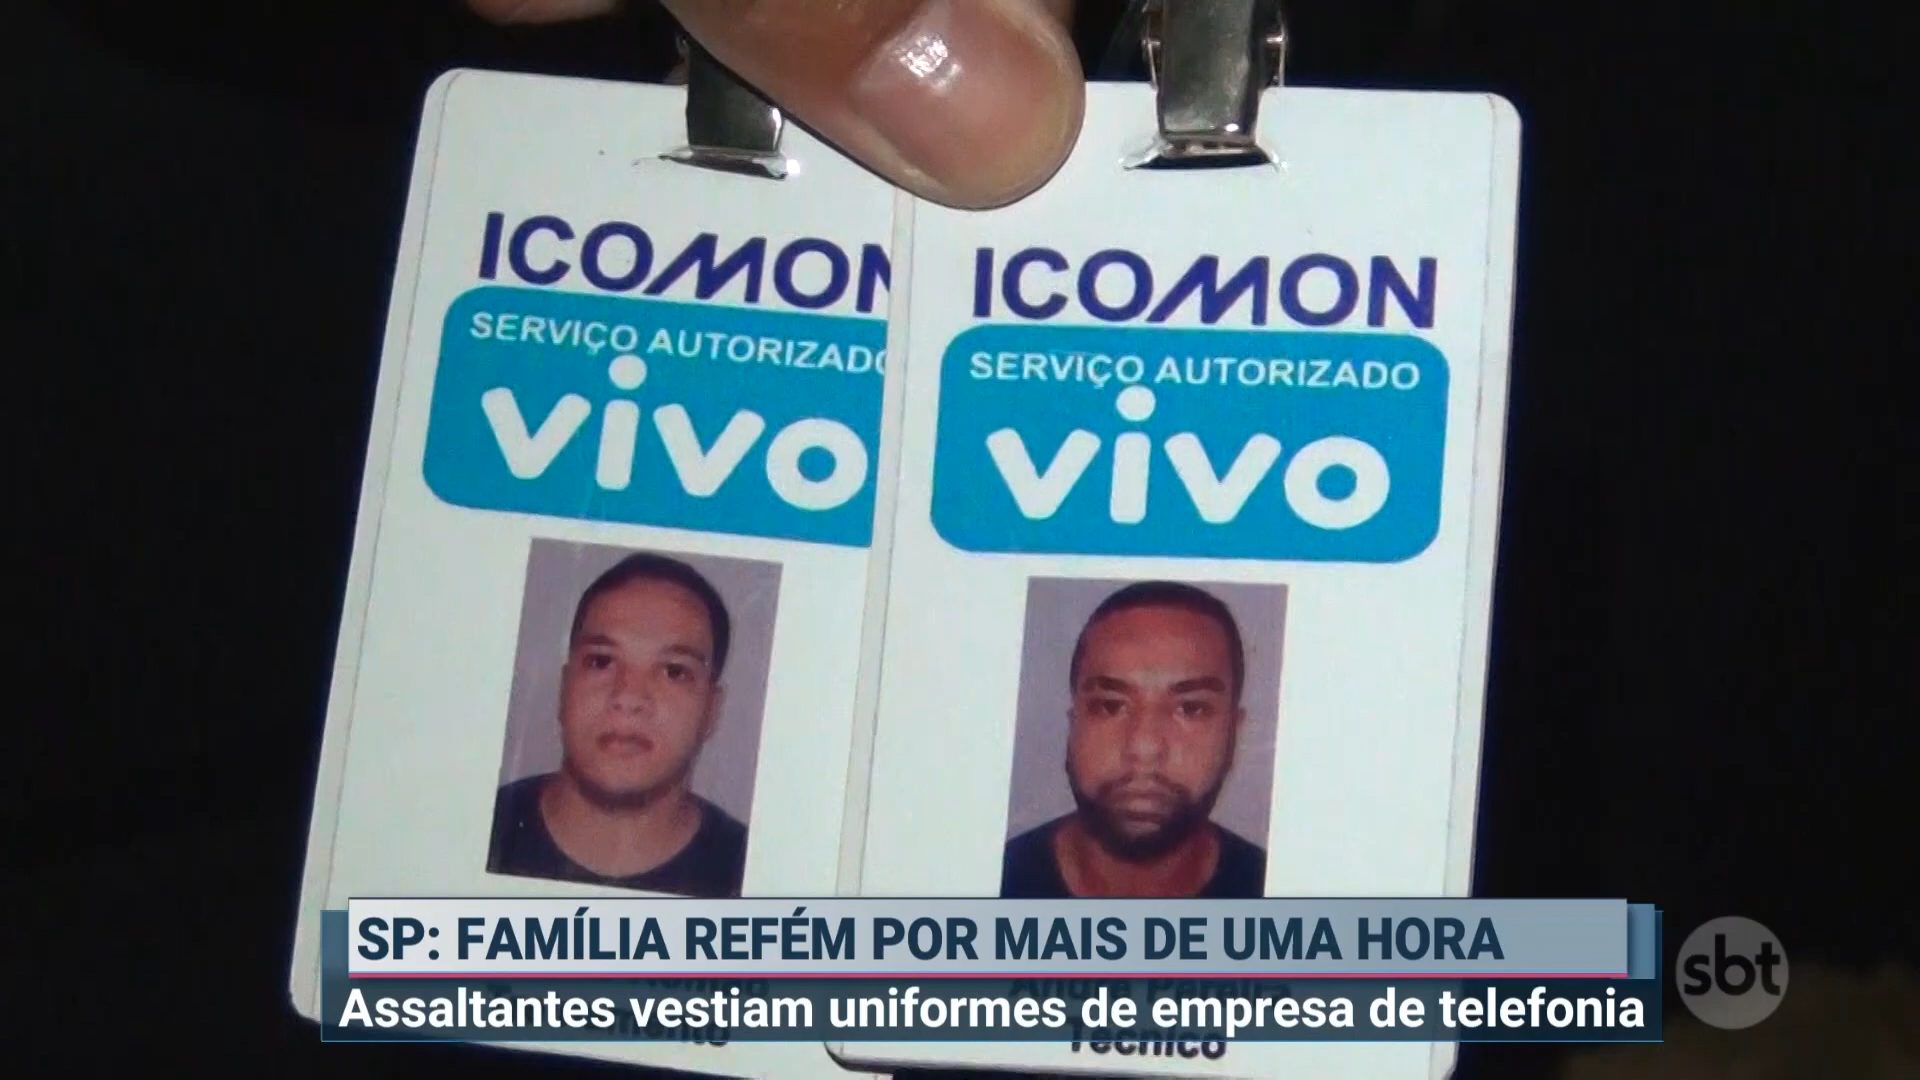 ICOMON
SERVIÇO AUTORIZADO
vivo
ICOMON
SERVIÇO AUTORIZADO
vivo
SP: FAMÍLIA REFÉM POR MAIS DE UMA HORA
Assaltantes vestiam uniformes de empresa de telefonia
Técnico
sbt